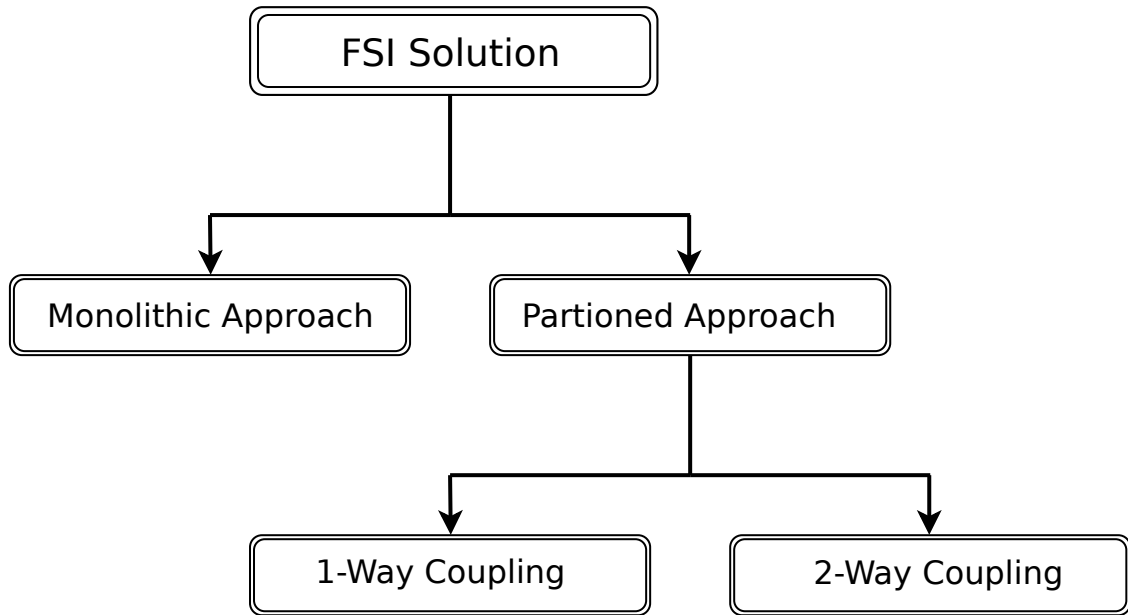 FSI Solution
Monolithic Approach
Partioned Approach
1-Way Coupling
2-Way Coupling